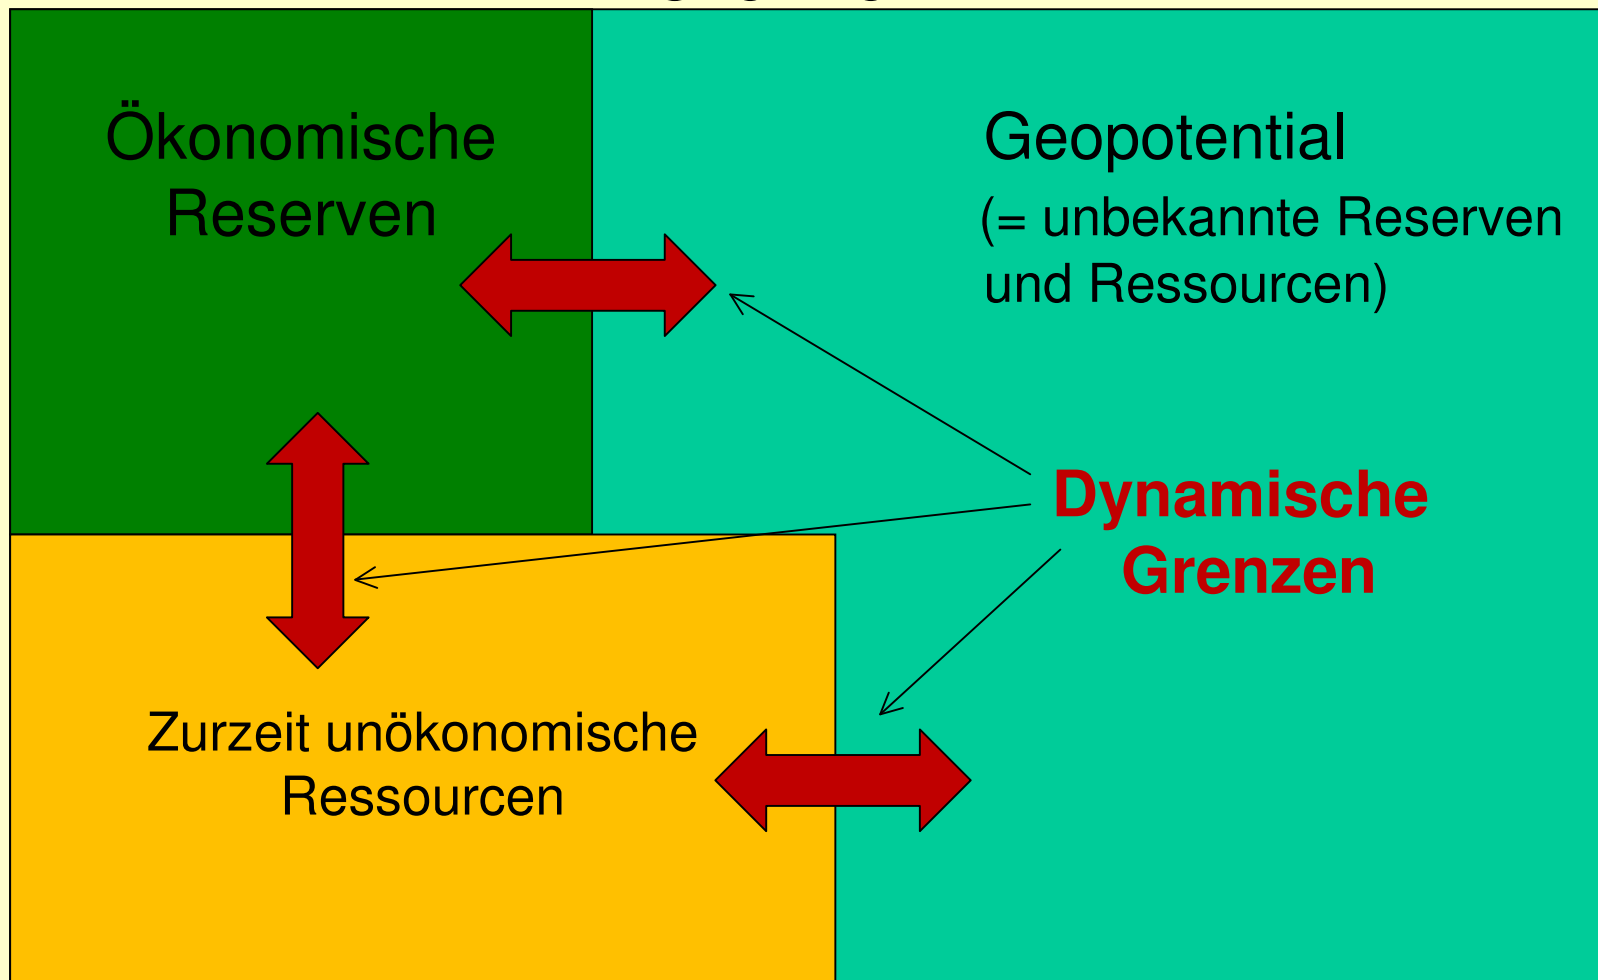 Ökonomische
Reserven
Geopotential
(= unbekannte Reserven
und Ressourcen)
Dynamische
Grenzen
Zurzeit unökonomische
Ressourcen